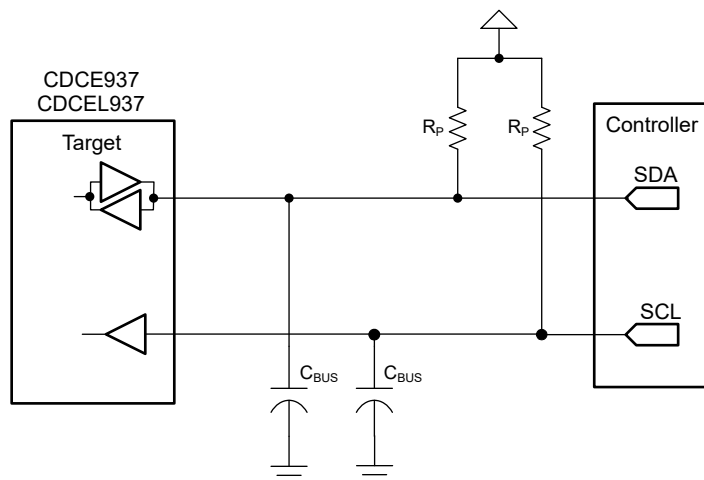 CDCE937
CDCEL937
Target
RP
RP
Controller
SDA
SCL
CBUS
CBUS